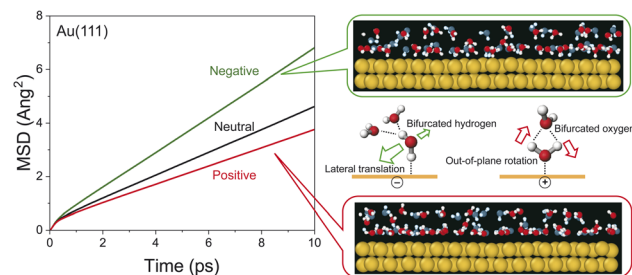 Au(111)
MSD (Ang2)
8
6
4
2
0
0
2
4
6
8
10
Time (ps)
Negative
Neutral
Positive
Bifurcated hydrogen
Lateral translation
−
Bifurcated oxygen
Out-of-plane rotation
+